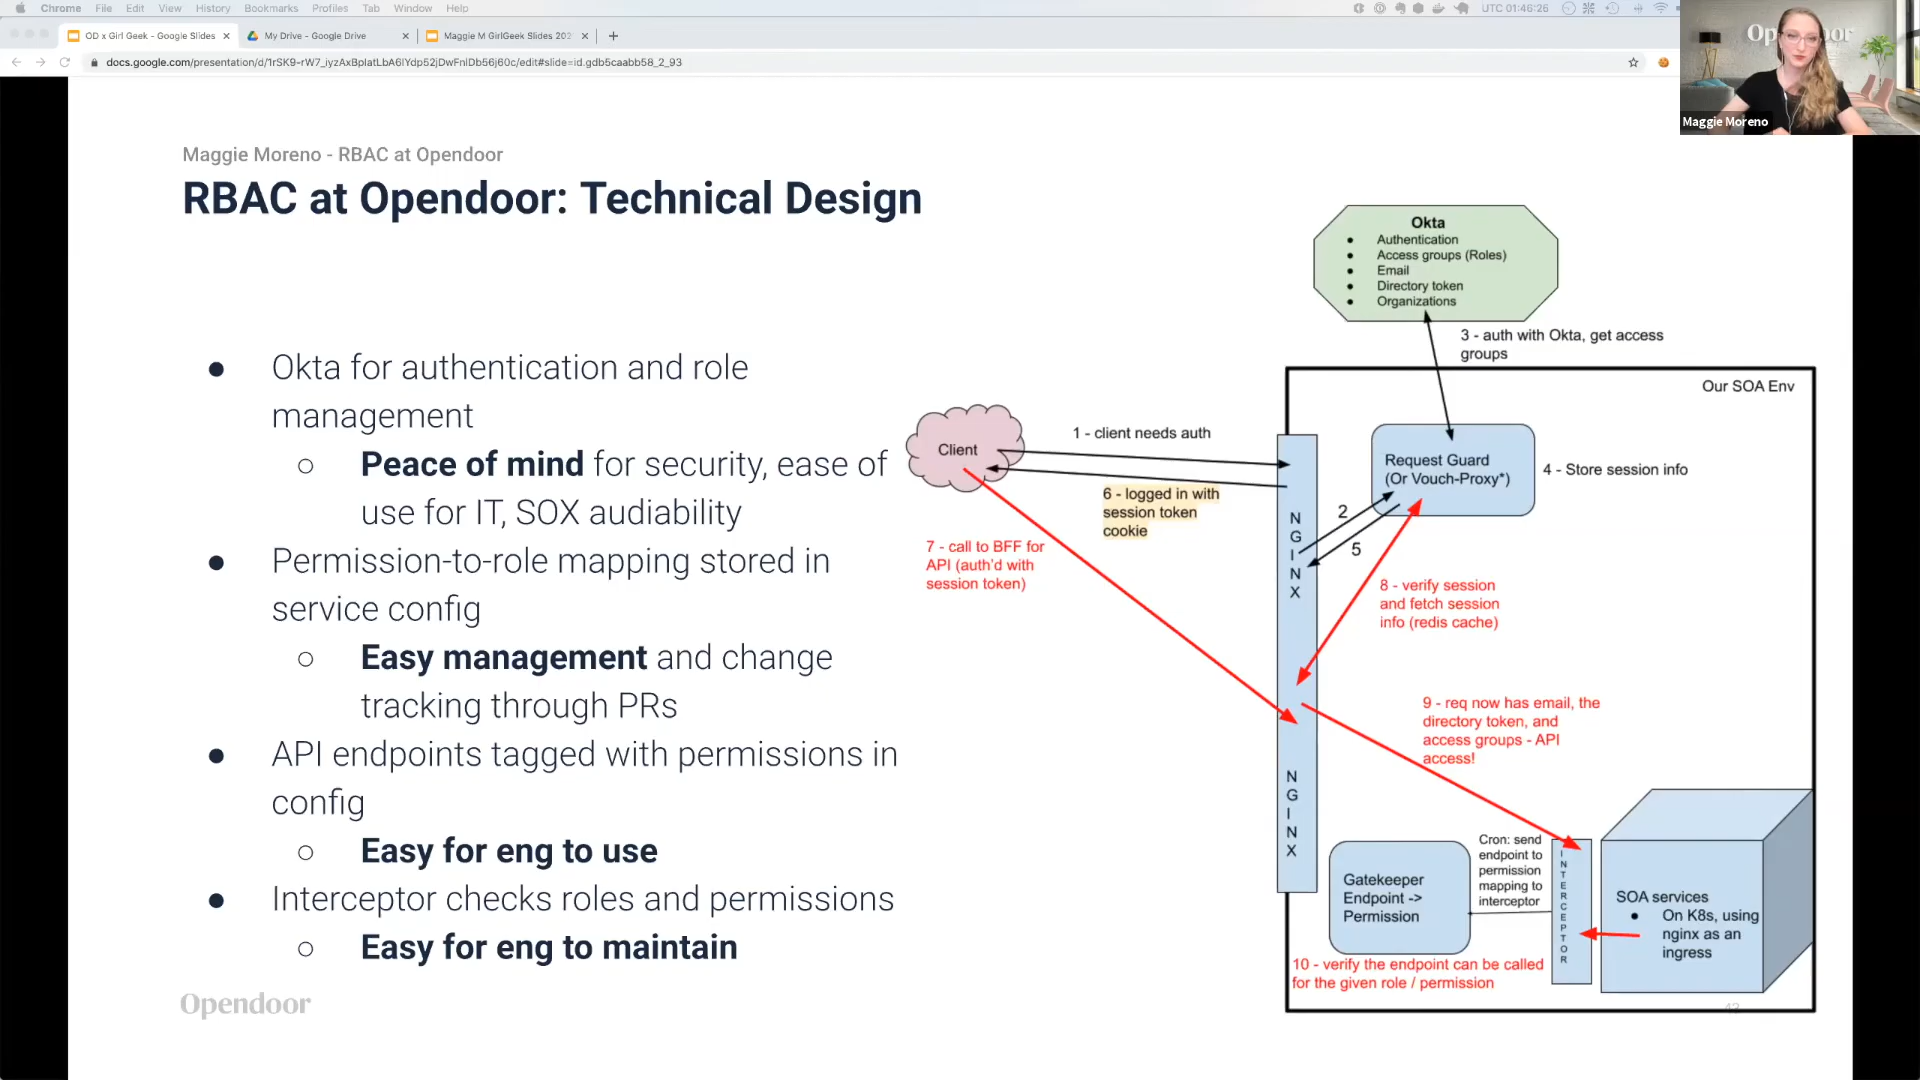 Chrome File Edit View History Bookmarks Profiles Tab Window Help
UTC 01:46:26
OD x Girl Geek - Google Slides
My Drive - Google Drive
Maggie M GirlGeek Slides 202
docs.google.com/presentation/d/1rSK9-rW7_iyzAxBplatLbA6lYdp52jDwFnlDb56j60c/edit#slide=id.gdb5caabb58_2_93
Opendoor
Maggie Moreno
Maggie Moreno - RBAC at Opendoor
RBAC at Opendoor: Technical Design
● Okta for authentication and role
management
○ Peace of mind for security, ease of
use for IT, SOX audiability
● Permission-to-role mapping stored in
service config
○ Easy management and change
tracking through PRs
● API endpoints tagged with permissions in
config
○ Easy for eng to use
● Interceptor checks roles and permissions
○ Easy for eng to maintain
Opendoor
Okta
● Authentication
● Access groups (Roles)
● Email
● Directory token
● Organizations
3 - auth with Okta, get access
groups
Our SOA Env
Client
1 - client needs auth
6 - logged in with
session token
cookie
7 - call to BFF for
API (auth'd with
session token)
NGINX
2
5
Request Guard
(Or Vouch-Proxy*)
4 - Store session info
8 - verify session
and fetch session
info (redis cache)
9 - req now has email, the
directory token, and
access groups - API
access!
NGINX
Gatekeeper
Endpoint ->
Permission
Cron: send
endpoint to
permission
mapping to
interceptor
INTERCEPTOR
SOA services
● On K8s, using
nginx as an
ingress
10 - verify the endpoint can be called
for the given role / permission